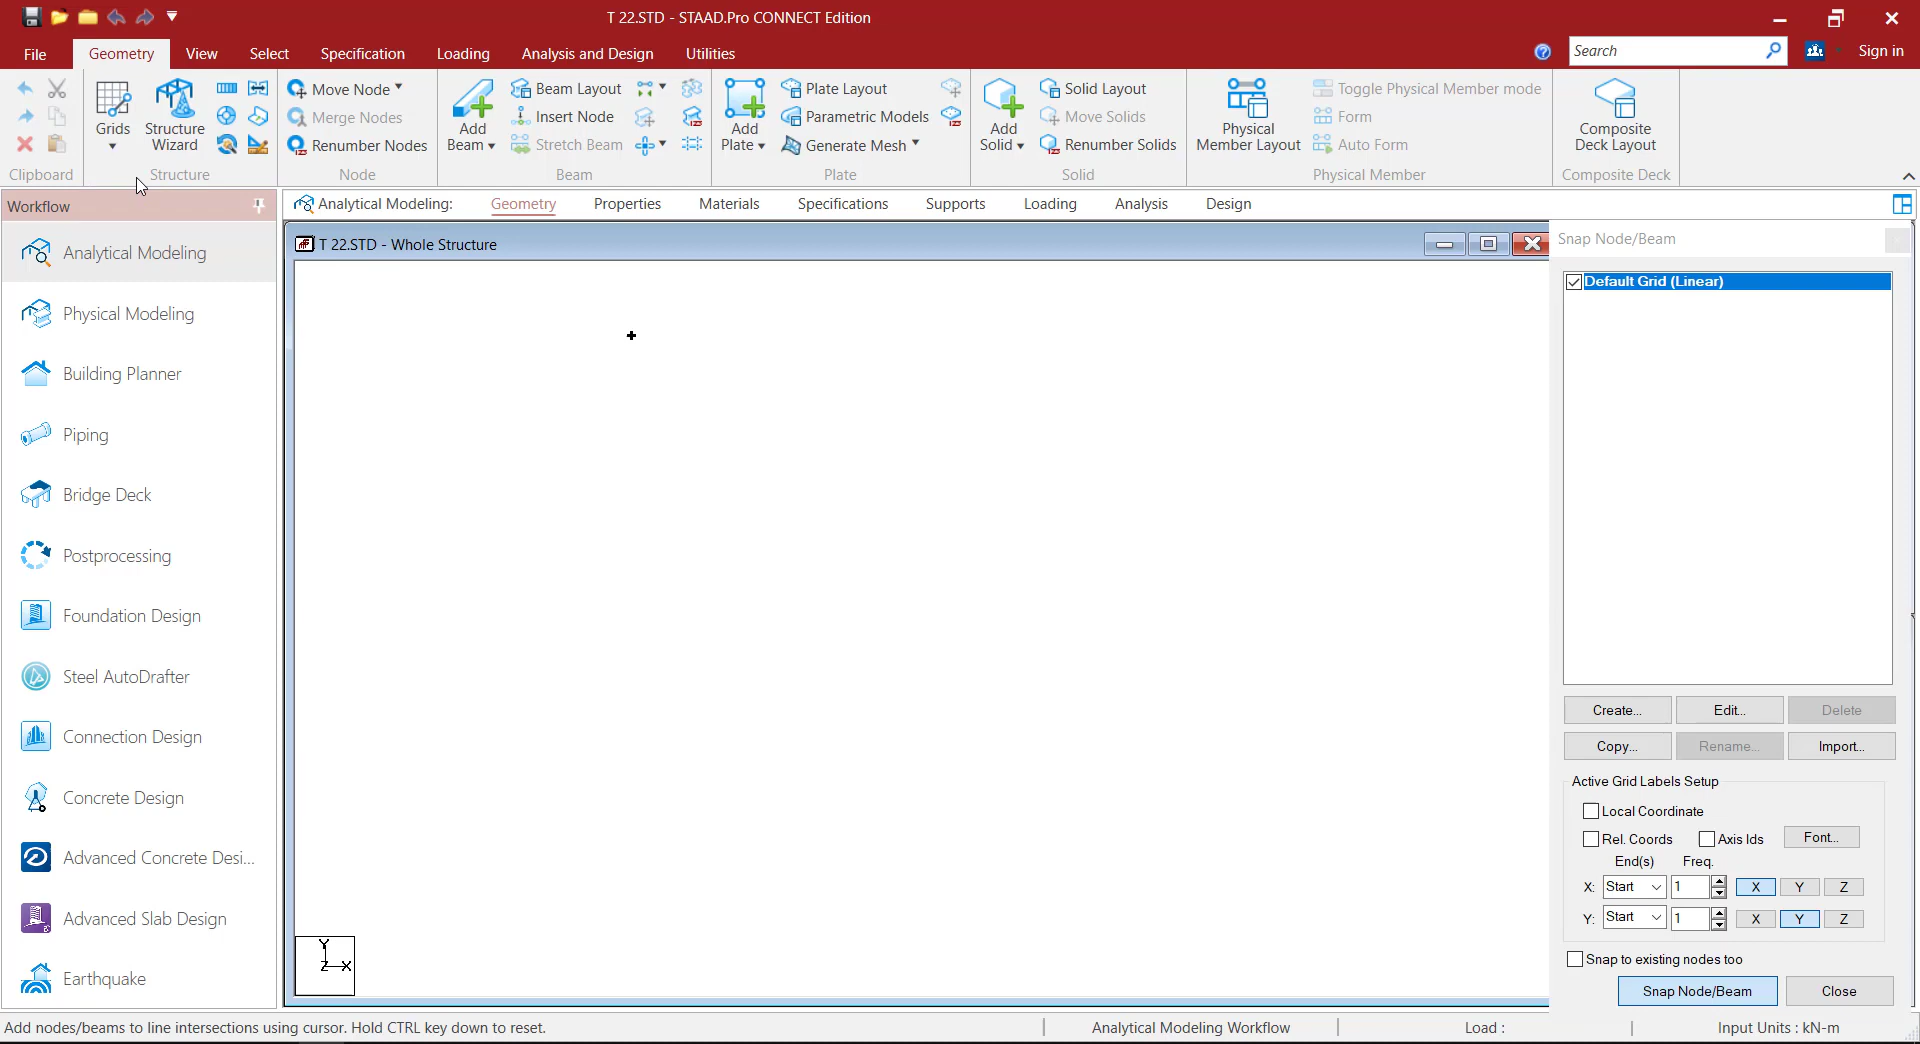 T 22.STD - STAAD.Pro CONNECT Edition
File
Geometry
View
Select
Specification
Loading
Analysis and Design
Utilities
Search
Sign in
Grids
Structure Wizard
Move Node
Merge Nodes
Renumber Nodes
Add Beam
Beam Layout
Insert Node
Stretch Beam
Add Plate
Plate Layout
Parametric Models
Generate Mesh
Add Solid
Solid Layout
Move Solids
Renumber Solids
Physical Member Layout
Toggle Physical Member mode
Form
Auto Form
Composite Deck Layout
Clipboard
Structure
Node
Beam
Plate
Solid
Physical Member
Composite Deck
Workflow
Analytical Modeling
Physical Modeling
Building Planner
Piping
Bridge Deck
Postprocessing
Foundation Design
Steel AutoDrafter
Connection Design
Concrete Design
Advanced Concrete Desi...
Advanced Slab Design
Earthquake
Analytical Modeling:
Geometry
Properties
Materials
Specifications
Supports
Loading
Analysis
Design
T 22.STD - Whole Structure
Y
Z X
Snap Node/Beam
Default Grid (Linear)
Create...
Edit...
Delete
Copy...
Rename...
Import...
Active Grid Labels Setup
Local Coordinate
Rel. Coords
Axis Ids
Font...
End(s)
Freq.
X: Start 1 X Y Z
Y: Start 1 X Y Z
Snap to existing nodes too
Snap Node/Beam
Close
Add nodes/beams to line intersections using cursor. Hold CTRL key down to reset.
Analytical Modeling Workflow
Load :
Input Units : kN-m